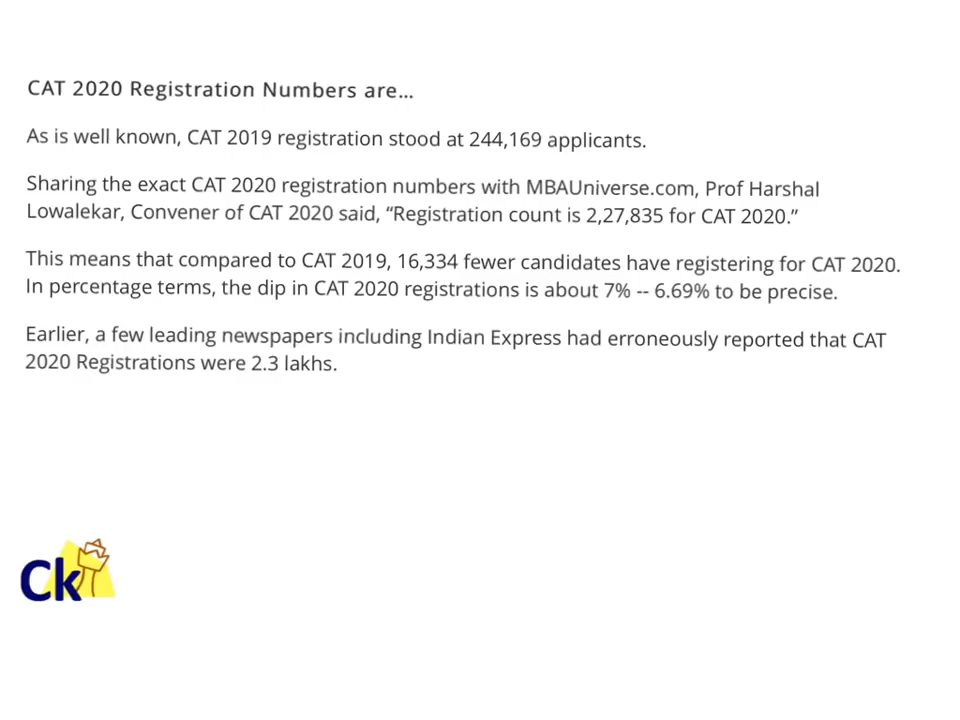 CAT 2020 Registration Numbers are...
As is well known, CAT 2019 registration stood at 244,169 applicants.
Sharing the exact CAT 2020 registration numbers with MBAUniverse.com, Prof Harshal
Lowalekar, Convener of CAT 2020 said, “Registration count is 2,27,835 for CAT 2020.”
This means that compared to CAT 2019, 16,334 fewer candidates have registering for CAT 2020.
In percentage terms, the dip in CAT 2020 registrations is about 7% -- 6.69% to be precise.
Earlier, a few leading newspapers including Indian Express had erroneously reported that CAT
2020 Registrations were 2.3 lakhs.
Ck